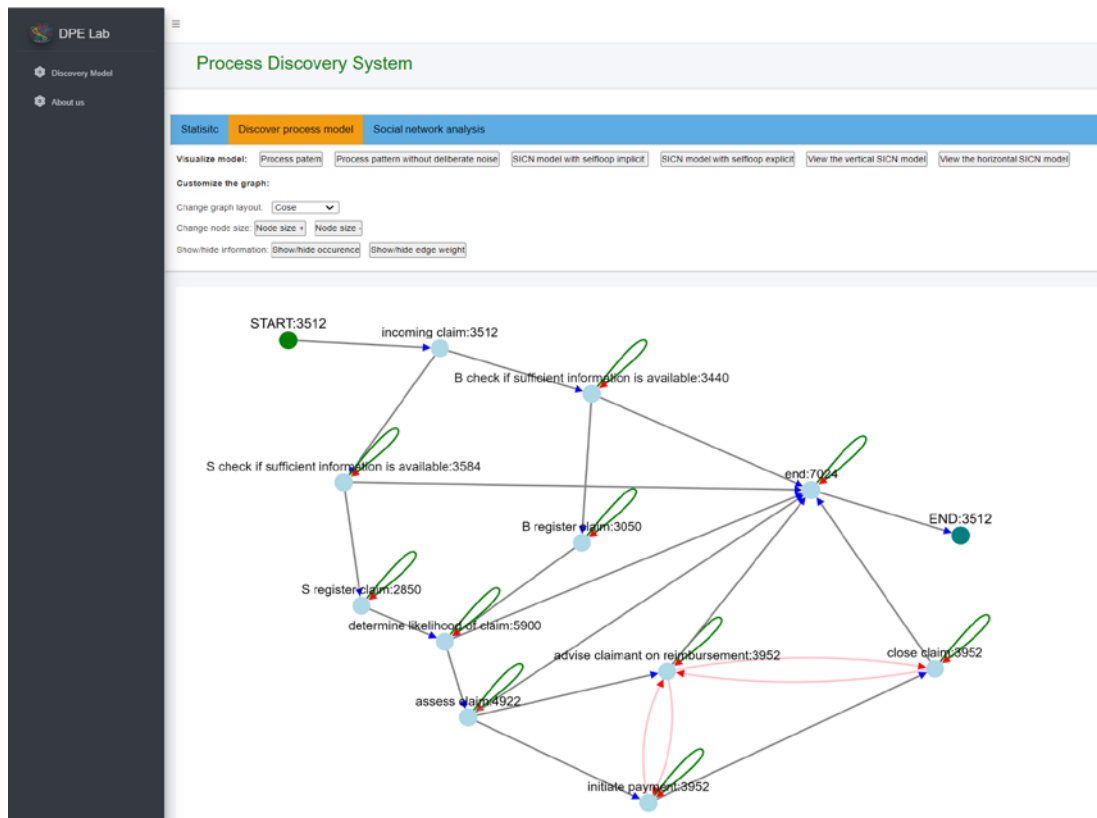 DPE Lab
Discovery Model
About us
Process Discovery System
Statisitc Discover process model Social network analysis
Visualize model: Process patern Process pattern without deliberate noise SICN model with selfloop implicit SICN model with selfloop explicit View the vertical SICN model View the horizontal SICN model
Customize the graph:
Change graph layout: Cose
Change node size: Node size + Node size -
Show/hide information: Show/hide occurence Show/hide edge weight
START:3512
incoming claim:3512
B check if sufficient information is available:3440
S check if sufficient information is available:3584
end:7024
B register claim:3050
END:3512
S register claim:2850
determine likelihood of claim:5900
advise claimant on reimbursement:3952
close claim:3952
assess claim:4922
initiate payment:3952